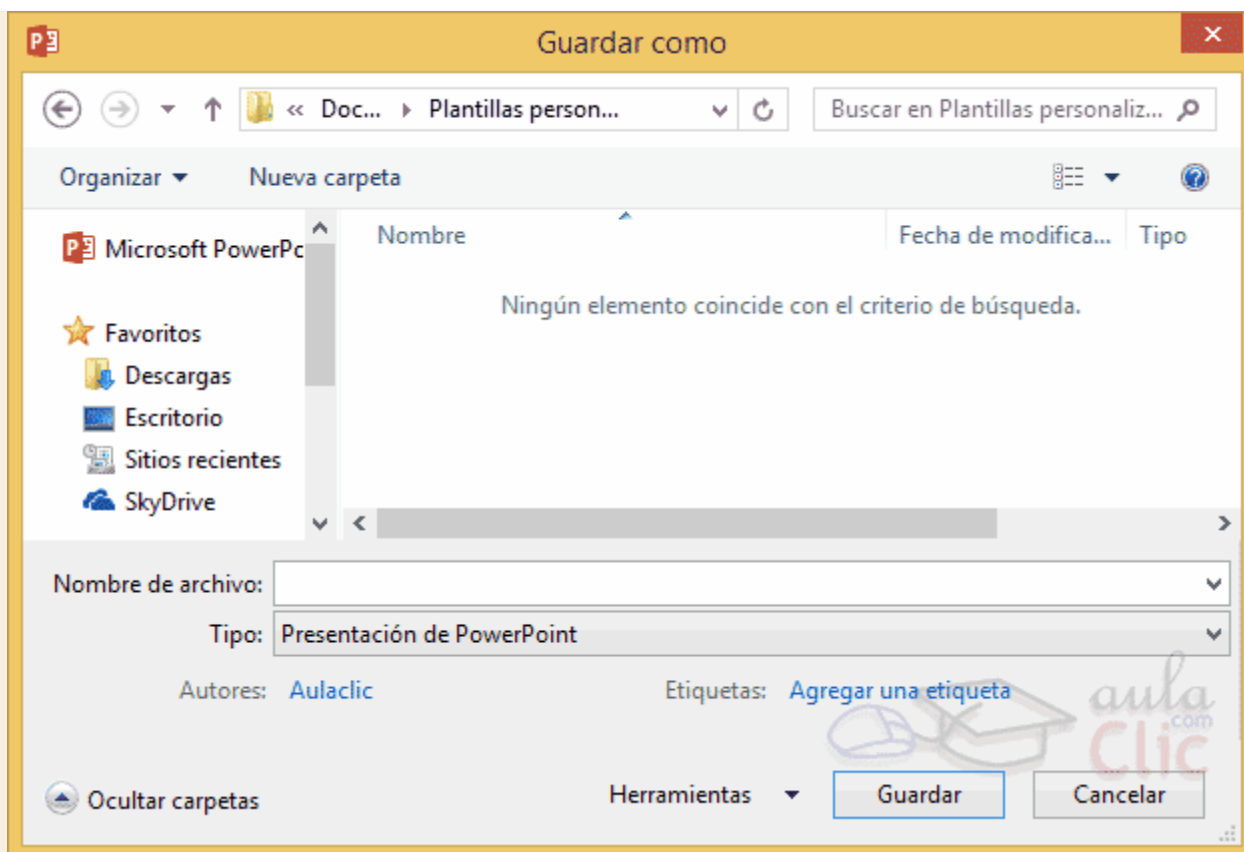 Guardar como
« Doc... Plantillas person... Buscar en Plantillas personaliz...
Organizar Nueva carpeta
Microsoft PowerPo
Nombre Fecha de modifica... Tipo
Ningún elemento coincide con el criterio de búsqueda.
Favoritos
Descargas
Escritorio
Sitios recientes
SkyDrive
Nombre de archivo:
Tipo: Presentación de PowerPoint
Autores: Aulaclic Etiquetas: Agregar una etiqueta
aula
.com
Clic
Ocultar carpetas Herramientas Guardar Cancelar